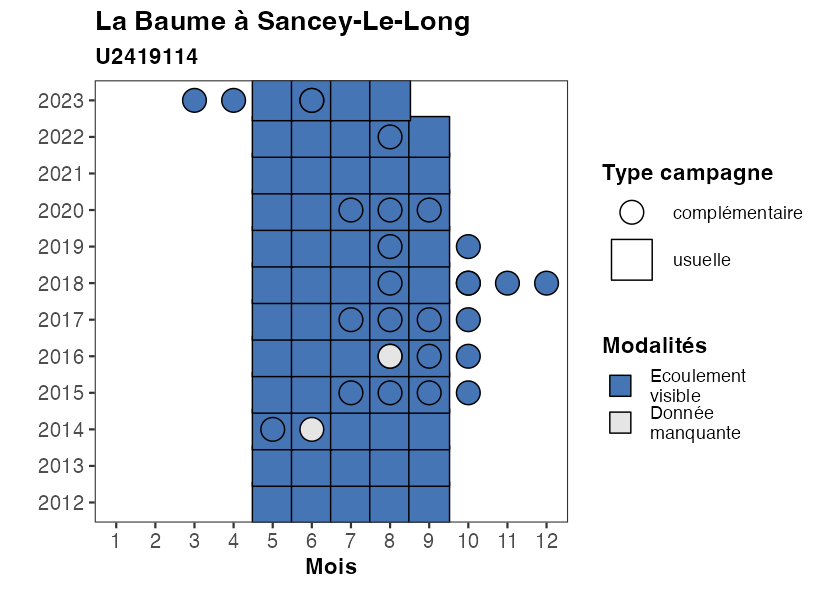 La Baume à Sancey-Le-Long
U2419114
2023
2022
2021
2020
2019
2018
2017
2016
2015
2014
2013
2012
1 2 3 4 5 6 7 8 9 10 11 12
Mois
Type campagne
complémentaire
usuelle
Modalités
Ecoulement
visible
Donnée
manquante